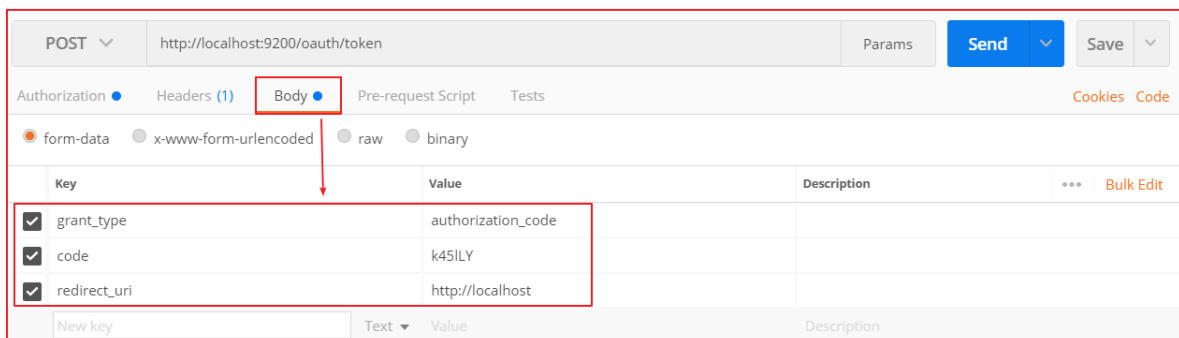 POST http://localhost:9200/oauth/token Params Send Save
Authorization Headers (1) Body Pre-request Script Tests Cookies Code
form-data x-www-form-urlencoded raw binary
Key Value Description Bulk Edit
grant_type authorization_code
code k45lLY
redirect_uri http://localhost
New key Text Value Description